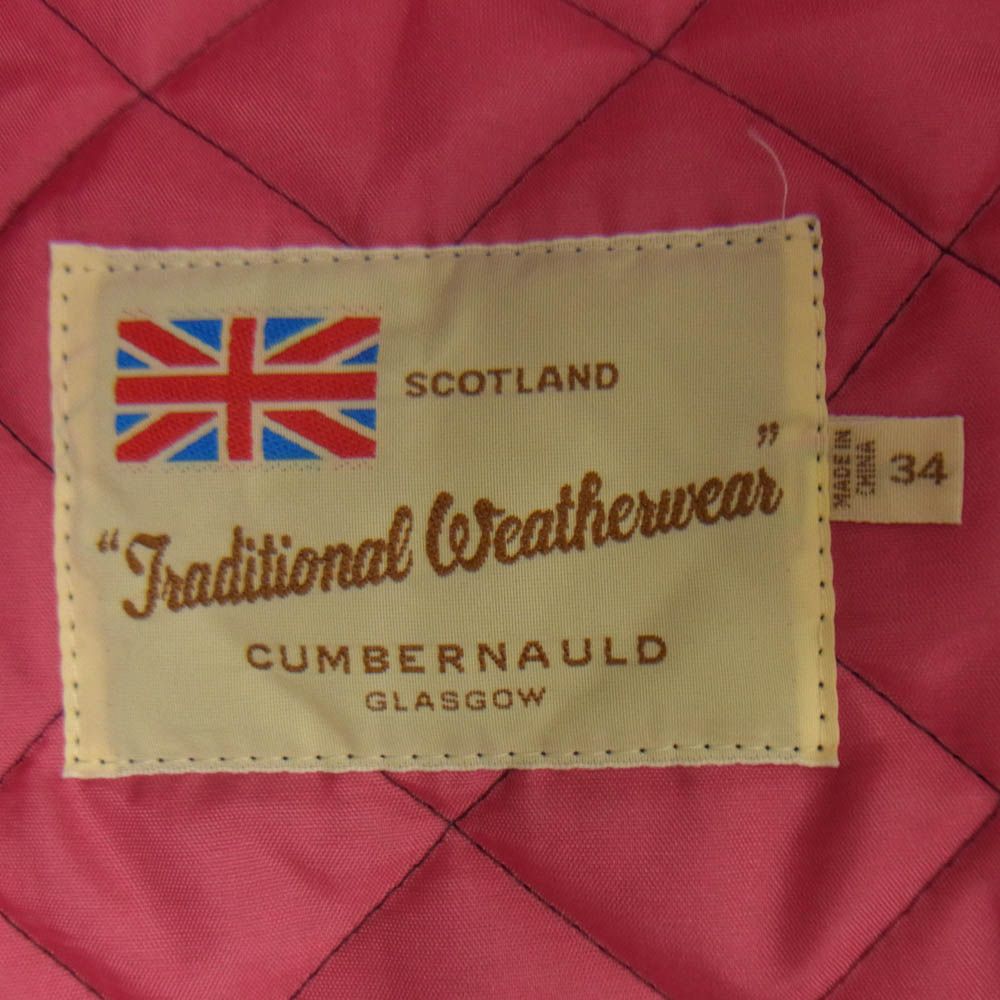 SCOTLAND
"Traditional Weatherwear"
CUMBERNAULD
GLASGOW
MADE IN
CHINA
34